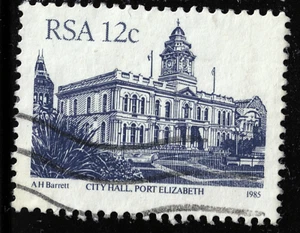 RSA 12c
A H Barrett
CITY HALL, PORT ELIZABETH
1985